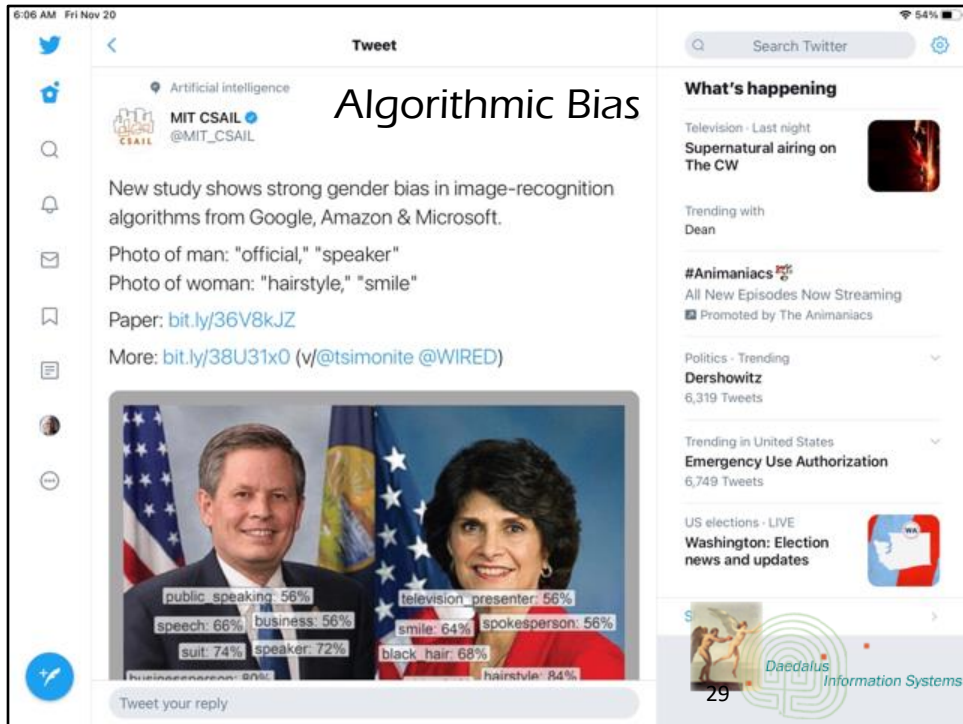 6:06 AM Fri Nov 20
54%
Tweet
Search Twitter
Artificial intelligence
Algorithmic Bias
CSAIL
MIT CSAIL
@MIT_CSAIL
New study shows strong gender bias in image-recognition
algorithms from Google, Amazon & Microsoft.
Photo of man: "official," "speaker"
Photo of woman: "hairstyle," "smile"
Paper: bit.ly/36V8kJZ
More: bit.ly/38U31x0 (v/@tsimonite @WIRED)
public_speaking: 56%
speech: 66%
business: 56%
suit: 74%
speaker: 72%
businessperson: 80%
television_presenter: 56%
smile: 64%
spokesperson: 56%
black_hair: 68%
hairstyle: 84%
Tweet your reply
What's happening
Television · Last night
Supernatural airing on
The CW
Trending with
Dean
#Animaniacs
All New Episodes Now Streaming
Promoted by The Animaniacs
Politics · Trending
Dershowitz
6,319 Tweets
Trending in United States
Emergency Use Authorization
6,749 Tweets
US elections · LIVE
Washington: Election
news and updates
WA
S
Daedalus
Information Systems
29